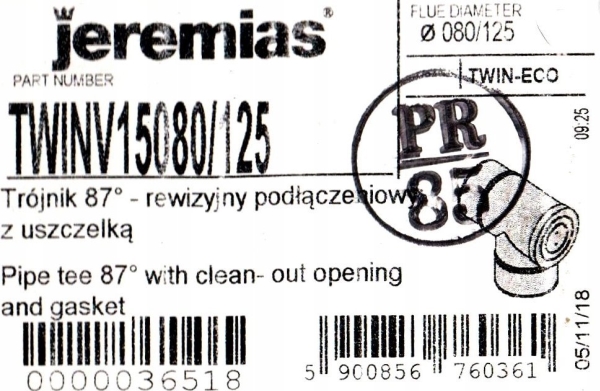 jeremias®
FLUE DIAMETER
Ø 080/125
PART NUMBER
TWIN-ECO
TWINV15080/125
09:25
PR
87
Trójnik 87° - rewizyjny podłączeniowy
z uszczelką
Pipe tee 87° with clean- out opening
and gasket
05/11/18
0000036518
5 900856 760361